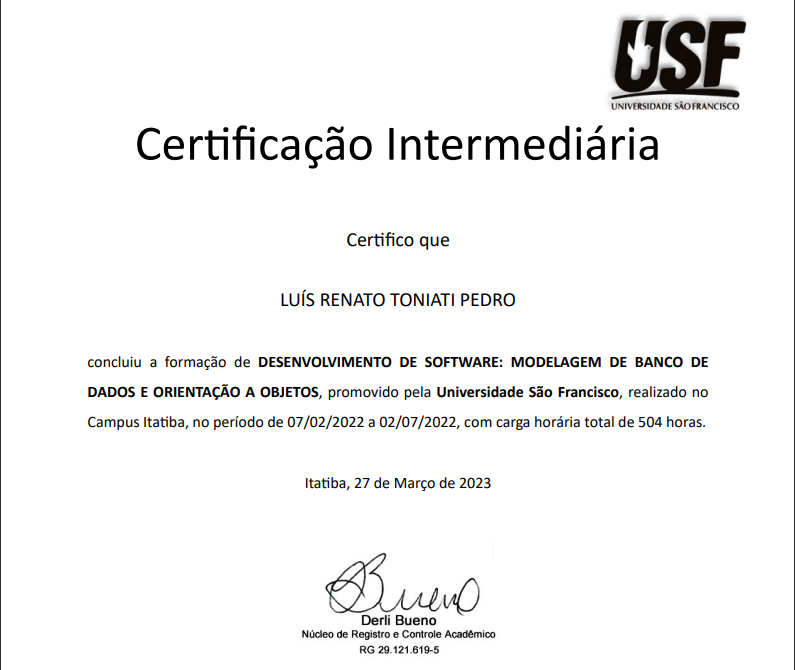 USF
UNIVERSIDADE SÃO FRANCISCO
Certificação Intermediária
Certifico que
LUÍS RENATO TONIATI PEDRO
concluiu a formação de DESENVOLVIMENTO DE SOFTWARE: MODELAGEM DE BANCO DE
DADOS E ORIENTAÇÃO A OBJETOS, promovido pela Universidade São Francisco, realizado no
Campus Itatiba, no período de 07/02/2022 a 02/07/2022, com carga horária total de 504 horas.
Itatiba, 27 de Março de 2023
Bueno
Derli Bueno
Núcleo de Registro e Controle Acadêmico
RG 29.121.619-5